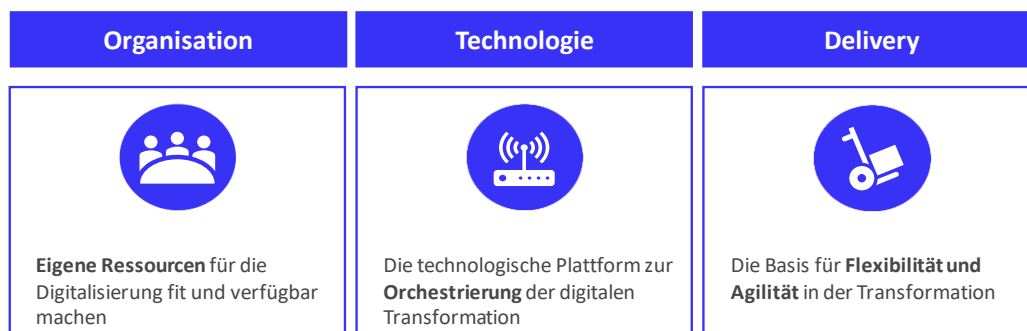 Organisation
Technologie
Delivery
Eigene Ressourcen für die
Digitalisierung fit und verfügbar
machen
Die technologische Plattform zur
Orchestrierung der digitalen
Transformation
Die Basis für Flexibilität und
Agilität in der Transformation